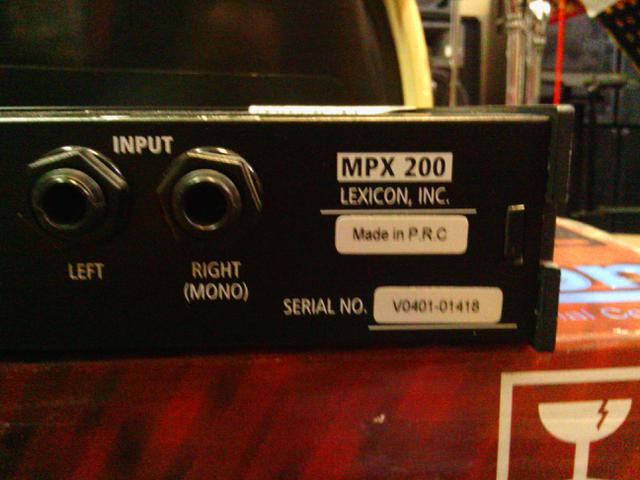 INPUT
LEFT
RIGHT
(MONO)
MPX 200
LEXICON, INC.
Made in P.R.C
SERIAL NO. V0401-01418